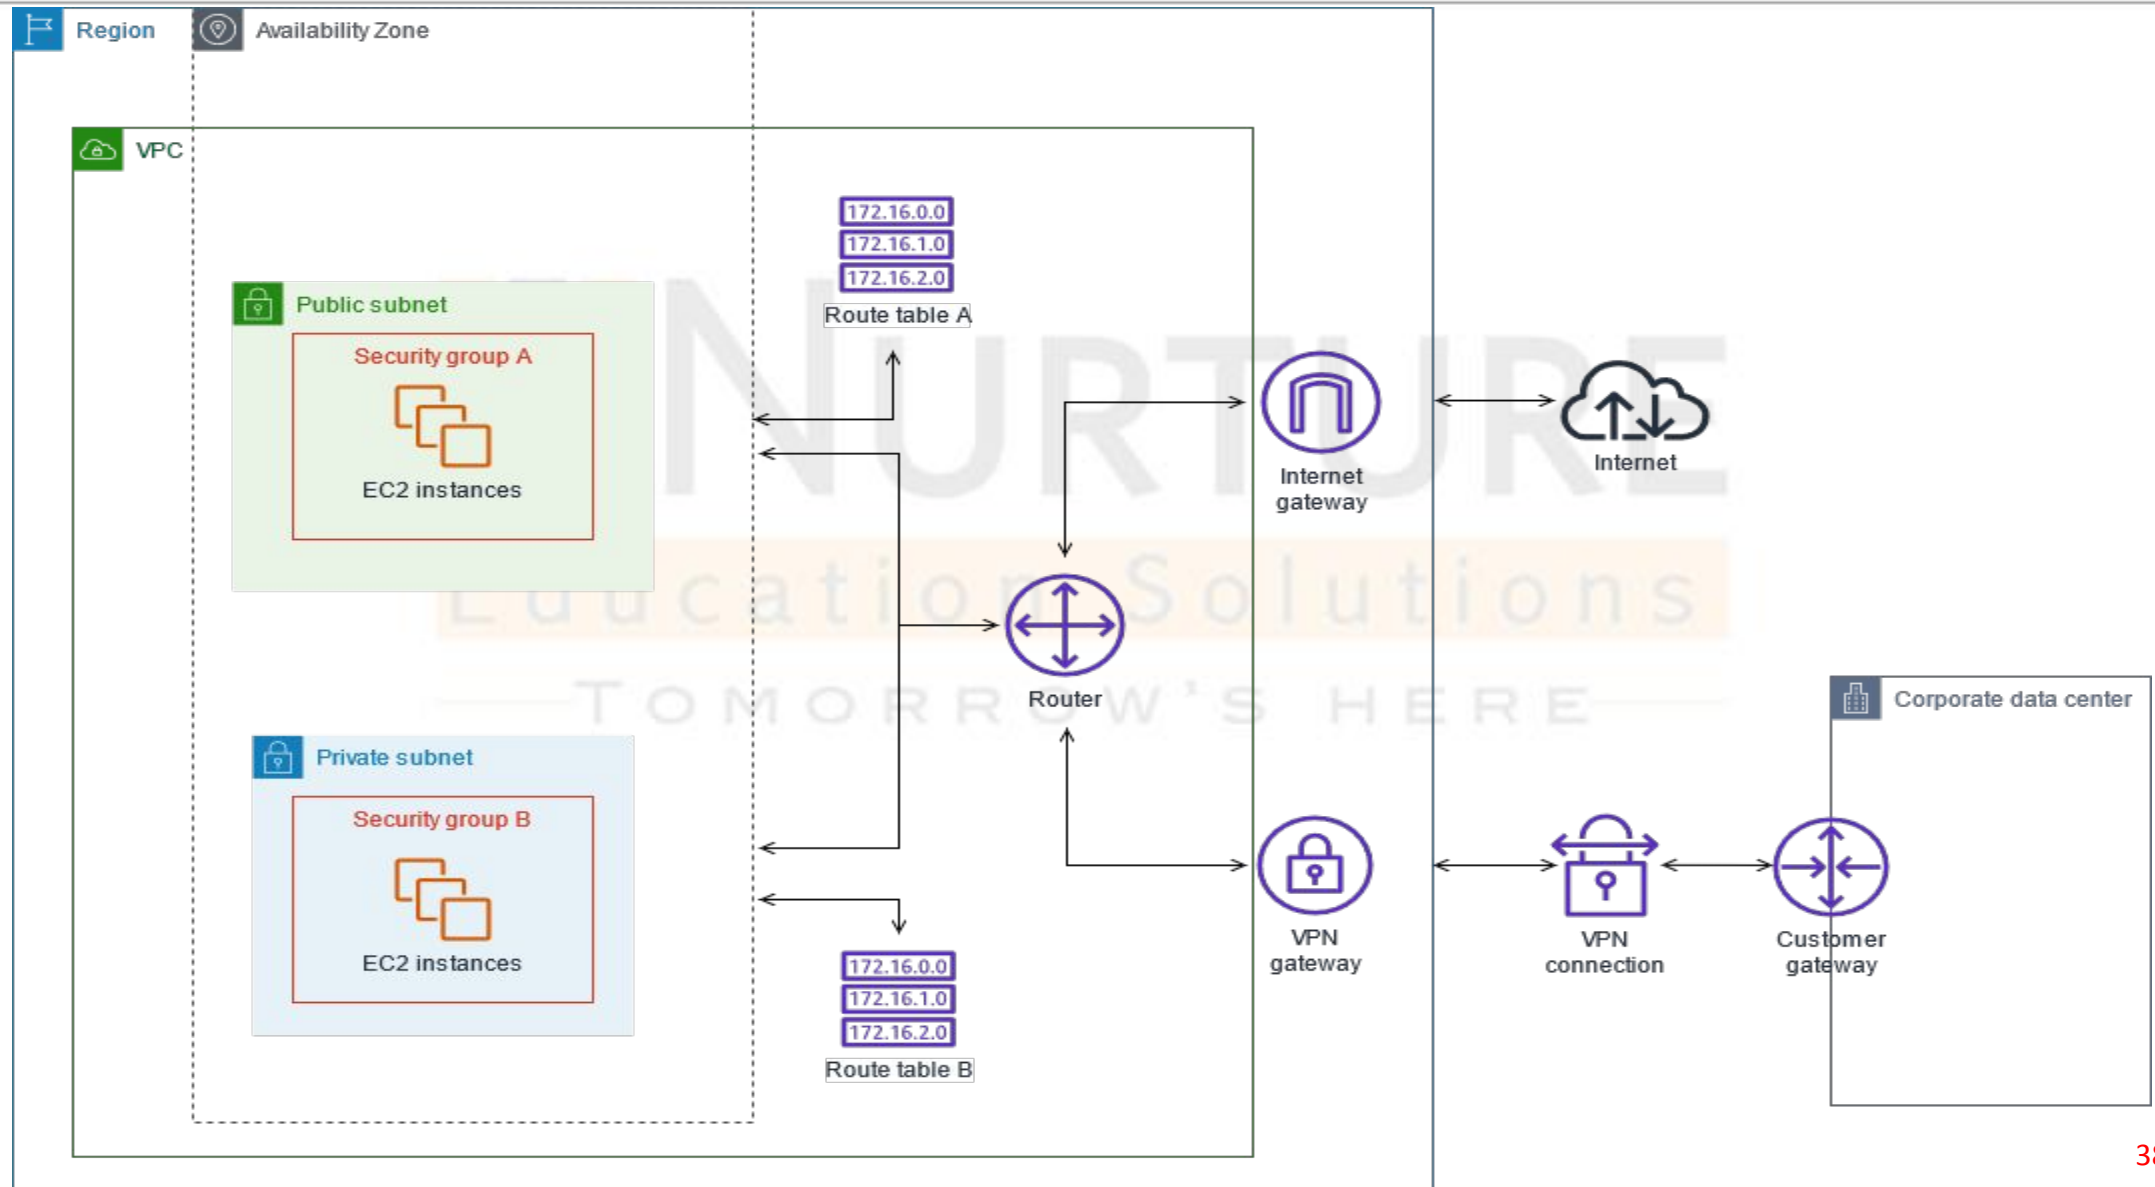 Region
Availability Zone
VPC
172.16.0.0
172.16.1.0
172.16.2.0
Route table A
Public subnet
Security group A
EC2 instances
Internet
gateway
Internet
NURTURE
Education Solutions
TOMORROW'S HERE
Router
Private subnet
Security group B
EC2 instances
172.16.0.0
172.16.1.0
172.16.2.0
Route table B
VPN
gateway
VPN
connection
Customer
gateway
Corporate data center
38